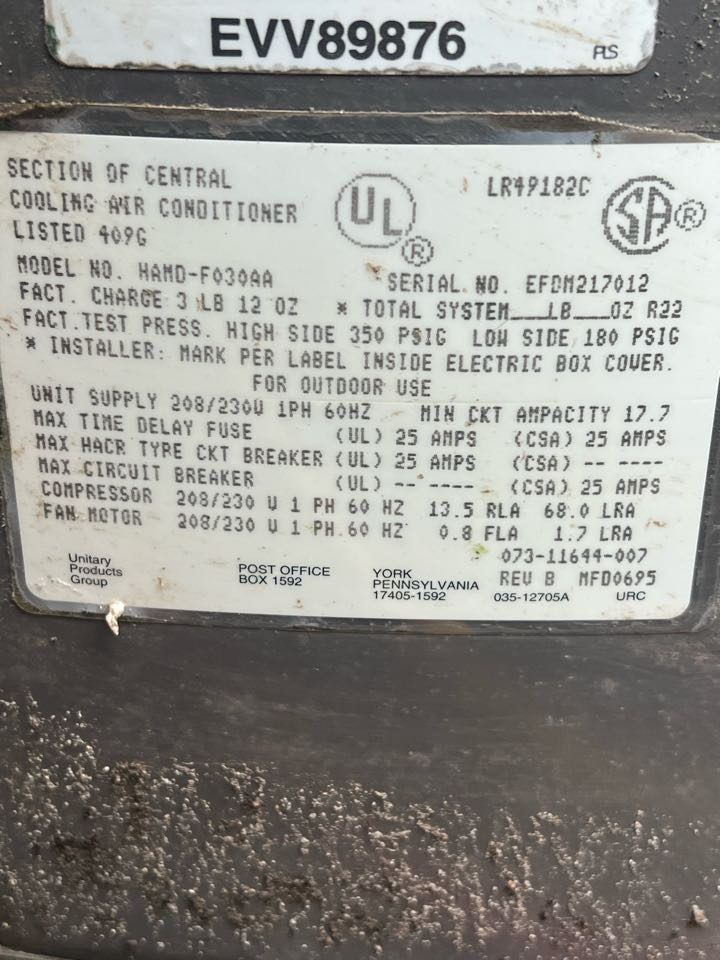 EVV89876 PLS
SECTION OF CENTRAL
COOLING AIR CONDITIONER
LISTED 409G
UL ®
LR49182C
SA ®
MODEL NO. HAMD-F030AA SERIAL NO. EFDM217012
FACT. CHARGE 3 LB 12 OZ * TOTAL SYSTEM___LB___OZ R22
FACT.TEST PRESS. HIGH SIDE 350 PSIG LOW SIDE 180 PSIG
* INSTALLER: MARK PER LABEL INSIDE ELECTRIC BOX COVER.
FOR OUTDOOR USE
UNIT SUPPLY 208/230V 1PH 60HZ MIN CKT AMPACITY 17.7
MAX TIME DELAY FUSE (UL) 25 AMPS (CSA) 25 AMPS
MAX HACR TYPE CKT BREAKER (UL) 25 AMPS (CSA) -- ----
MAX CIRCUIT BREAKER (UL) -- ---- (CSA) 25 AMPS
COMPRESSOR 208/230 V 1 PH 60 HZ 13.5 RLA 68.0 LRA
FAN MOTOR 208/230 V 1 PH 60 HZ 0.8 FLA 1.7 LRA
073-11644-007
REV B MFD0695
Unitary
Products
Group
POST OFFICE
BOX 1592
YORK
PENNSYLVANIA
17405-1592
035-12705A URC